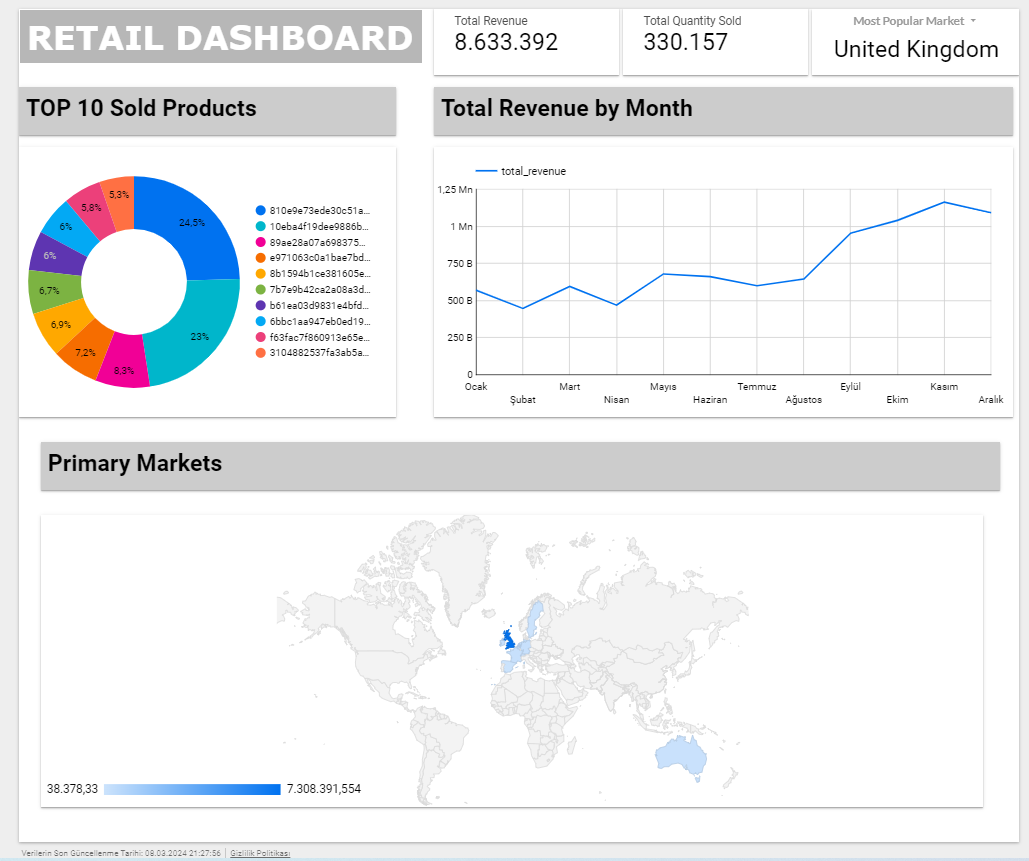 RETAIL DASHBOARD
Total Revenue
8.633.392
Total Quantity Sold
330.157
Most Popular Market
United Kingdom
TOP 10 Sold Products
Total Revenue by Month
24,5%
23%
8,3%
7,2%
6,9%
6,7%
6%
6%
5,8%
5,3%
810e9e73ede30c51a...
10eba4f19dee9886b...
89ae28a07a698375...
e971063c0a1bae7bd...
8b1594b1ce381605e...
7b7e9b42ca2a08a3d...
b61ea03d9831e4bfd...
6bbc1aa947eb0ed19...
f63fac7f860913e65e...
3104882537fa3ab5a...
total_revenue
1,25 Mn
1 Mn
750 B
500 B
250 B
0
Ocak
Şubat
Mart
Nisan
Mayıs
Haziran
Temmuz
Ağustos
Eylül
Ekim
Kasım
Aralık
Primary Markets
38.378,33
7.308.391,554
Verilerin Son Güncellenme Tarihi: 08.03.2024 21:27:56
Gizlilik Politikası